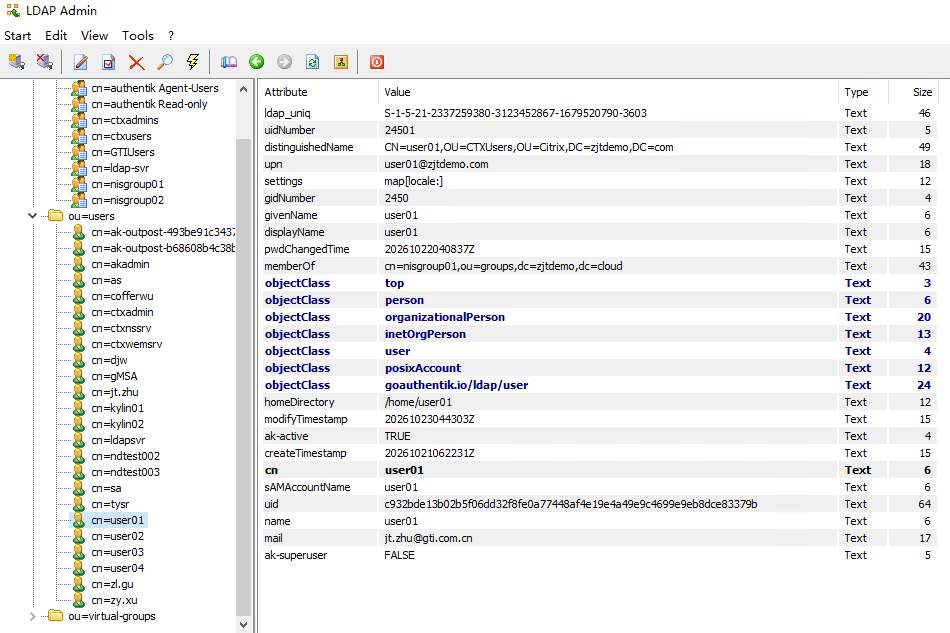 LDAP Admin
Start Edit View Tools ?
cn=authentik Agent-Users
cn=authentik Read-only
cn=ctxadmins
cn=ctxusers
cn=GTIUsers
cn=ldap-svr
cn=nisgroup01
cn=nisgroup02
ou=users
cn=ak-outpost-493be91c3437
cn=ak-outpost-b68608b4c38b
cn=akadmin
cn=as
cn=cofferwu
cn=ctxadmin
cn=ctxnssrv
cn=ctxwemsrv
cn=djw
cn=gMSA
cn=jt.zhu
cn=kylin01
cn=kylin02
cn=ldapsvr
cn=ndtest002
cn=ndtest003
cn=sa
cn=tysr
cn=user01
cn=user02
cn=user03
cn=user04
cn=zl.gu
cn=zy.xu
ou=virtual-groups
Attribute Value Type Size
ldap_uniq S-1-5-21-2337259380-3123452867-1679520790-3603 Text 46
uidNumber 24501 Text 5
distinguishedName CN=user01,OU=CTXUsers,OU=Citrix,DC=zjtdemo,DC=com Text 49
upn user01@zjtdemo.com Text 18
settings map[locale:] Text 12
gidNumber 2450 Text 4
givenName user01 Text 6
displayName user01 Text 6
pwdChangedTime 202610220408​37Z Text 15
memberOf cn=nisgroup01,ou=groups,dc=zjtdemo,dc=cloud Text 43
objectClass top Text 3
objectClass person Text 6
objectClass organizationalPerson Text 20
objectClass inetOrgPerson Text 13
objectClass user Text 4
objectClass posixAccount Text 12
objectClass goauthentik.io/ldap/user Text 24
homeDirectory /home/user01 Text 12
modifyTimestamp 20261023044303Z Text 15
ak-active TRUE Text 4
createTimestamp 20261021062231Z Text 15
cn user01 Text 6
sAMAccountName user01 Text 6
uid c932bde13b02b5f06dd32f8fe0a77448af4e19e4a49e9c4699e9eb8dce83379b Text 64
name user01 Text 6
mail jt.zhu@gti.com.cn Text 17
ak-superuser FALSE Text 5